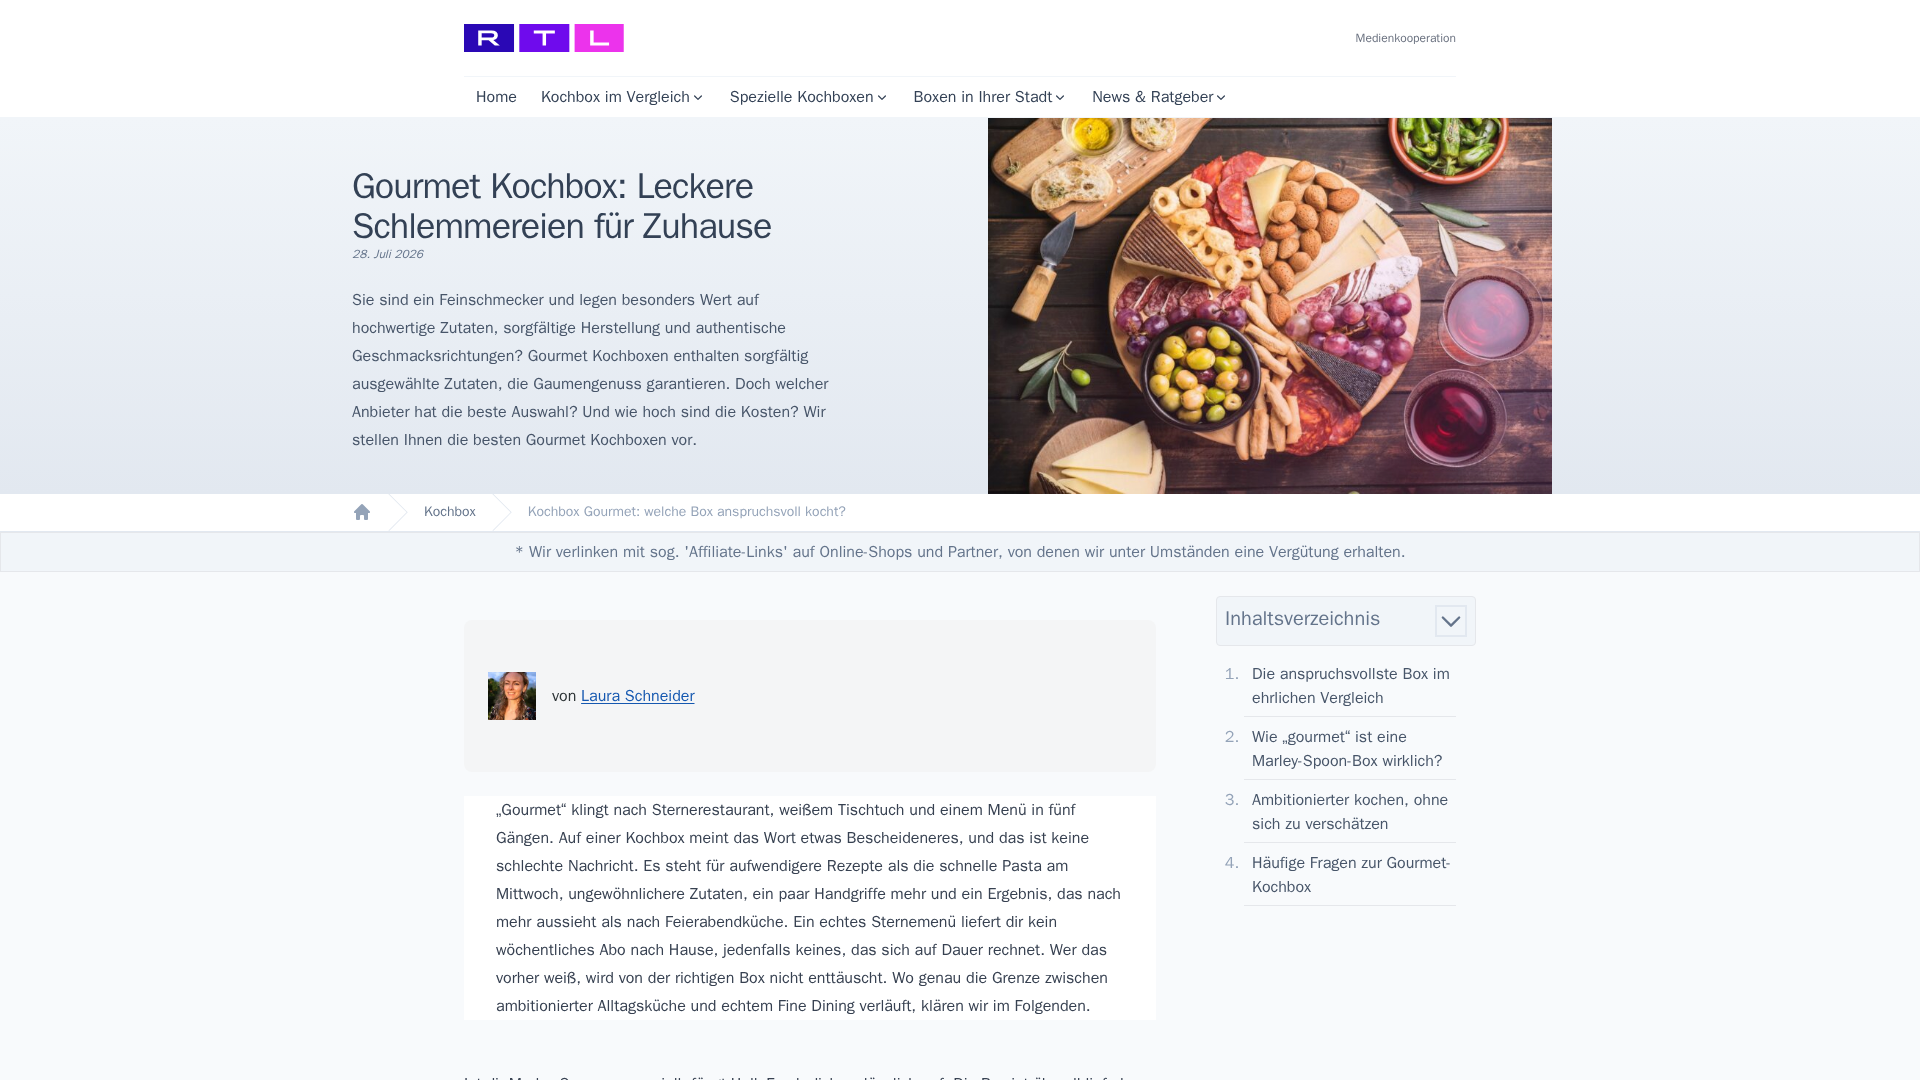 RTL
Medienkooperation
Home Kochbox im Vergleich Spezielle Kochboxen Boxen in Ihrer Stadt News & Ratgeber
Gourmet Kochbox: Leckere
Schlemmereien für Zuhause
28. Juli 2026
Sie sind ein Feinschmecker und legen besonders Wert auf
hochwertige Zutaten, sorgfältige Herstellung und authentische
Geschmacksrichtungen? Gourmet Kochboxen enthalten sorgfältig
ausgewählte Zutaten, die Gaumengenuss garantieren. Doch welcher
Anbieter hat die beste Auswahl? Und wie hoch sind die Kosten? Wir
stellen Ihnen die besten Gourmet Kochboxen vor.
Kochbox Kochbox Gourmet: welche Box anspruchsvoll kocht?
* Wir verlinken mit sog. 'Affiliate-Links' auf Online-Shops und Partner, von denen wir unter Umständen eine Vergütung erhalten.
von Laura Schneider
„Gourmet“ klingt nach Sternerestaurant, weißem Tischtuch und einem Menü in fünf
Gängen. Auf einer Kochbox meint das Wort etwas Bescheideneres, und das ist keine
schlechte Nachricht. Es steht für aufwendigere Rezepte als die schnelle Pasta am
Mittwoch, ungewöhnlichere Zutaten, ein paar Handgriffe mehr und ein Ergebnis, das nach
mehr aussieht als nach Feierabendküche. Ein echtes Sternemenü liefert dir kein
wöchentliches Abo nach Hause, jedenfalls keines, das sich auf Dauer rechnet. Wer das
vorher weiß, wird von der richtigen Box nicht enttäuscht. Wo genau die Grenze zwischen
ambitionierter Alltagsküche und echtem Fine Dining verläuft, klären wir im Folgenden.
Inhaltsverzeichnis
1. Die anspruchsvollste Box im
ehrlichen Vergleich
2. Wie „gourmet“ ist eine
Marley-Spoon-Box wirklich?
3. Ambitionierter kochen, ohne
sich zu verschätzen
4. Häufige Fragen zur Gourmet-
Kochbox